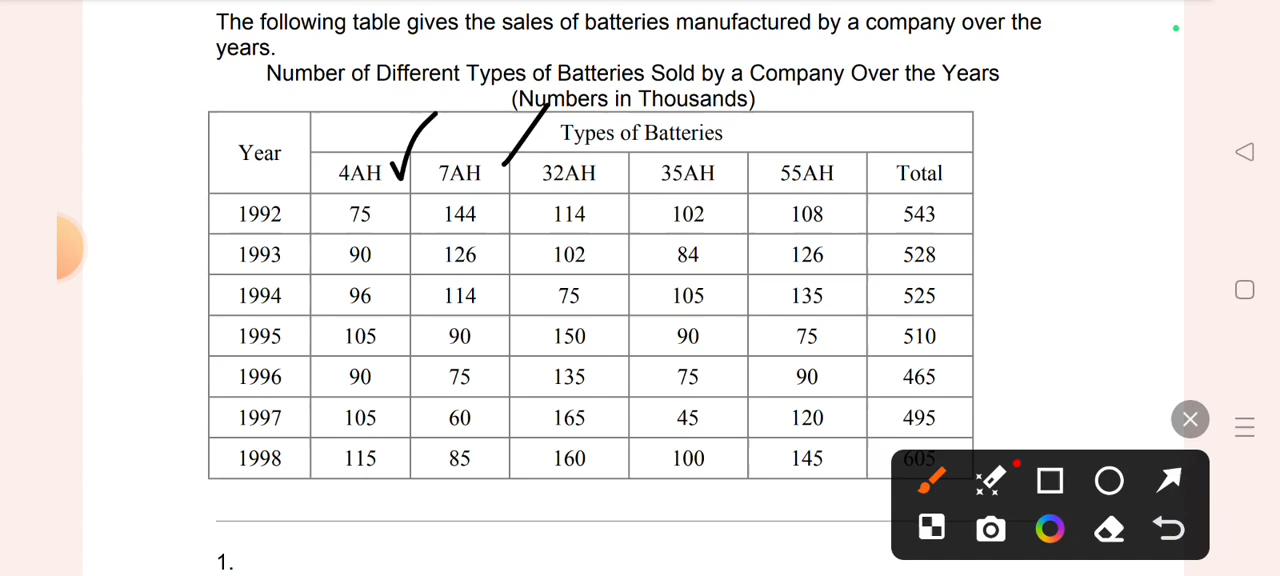 The following table gives the sales of batteries manufactured by a company over the
years.
Number of Different Types of Batteries Sold by a Company Over the Years
(Numbers in Thousands)
Year Types of Batteries
4AH 7AH 32AH 35AH 55AH Total
1992 75 144 114 102 108 543
1993 90 126 102 84 126 528
1994 96 114 75 105 135 525
1995 105 90 150 90 75 510
1996 90 75 135 75 90 465
1997 105 60 165 45 120 495
1998 115 85 160 100 145 605
1.